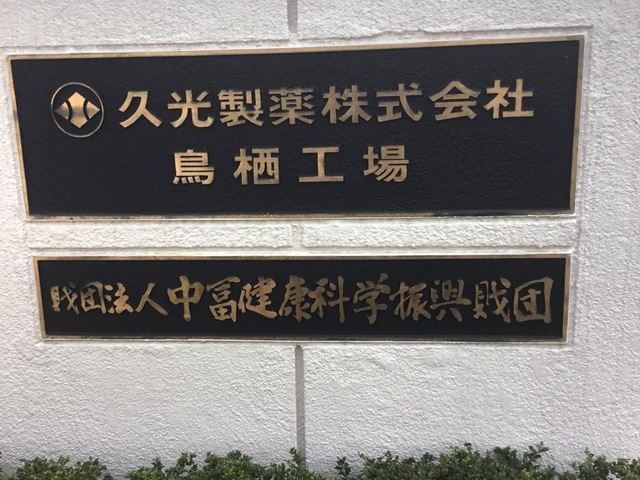 久光製薬株式会社
鳥栖工場
財団法人中冨健康科学振興財団